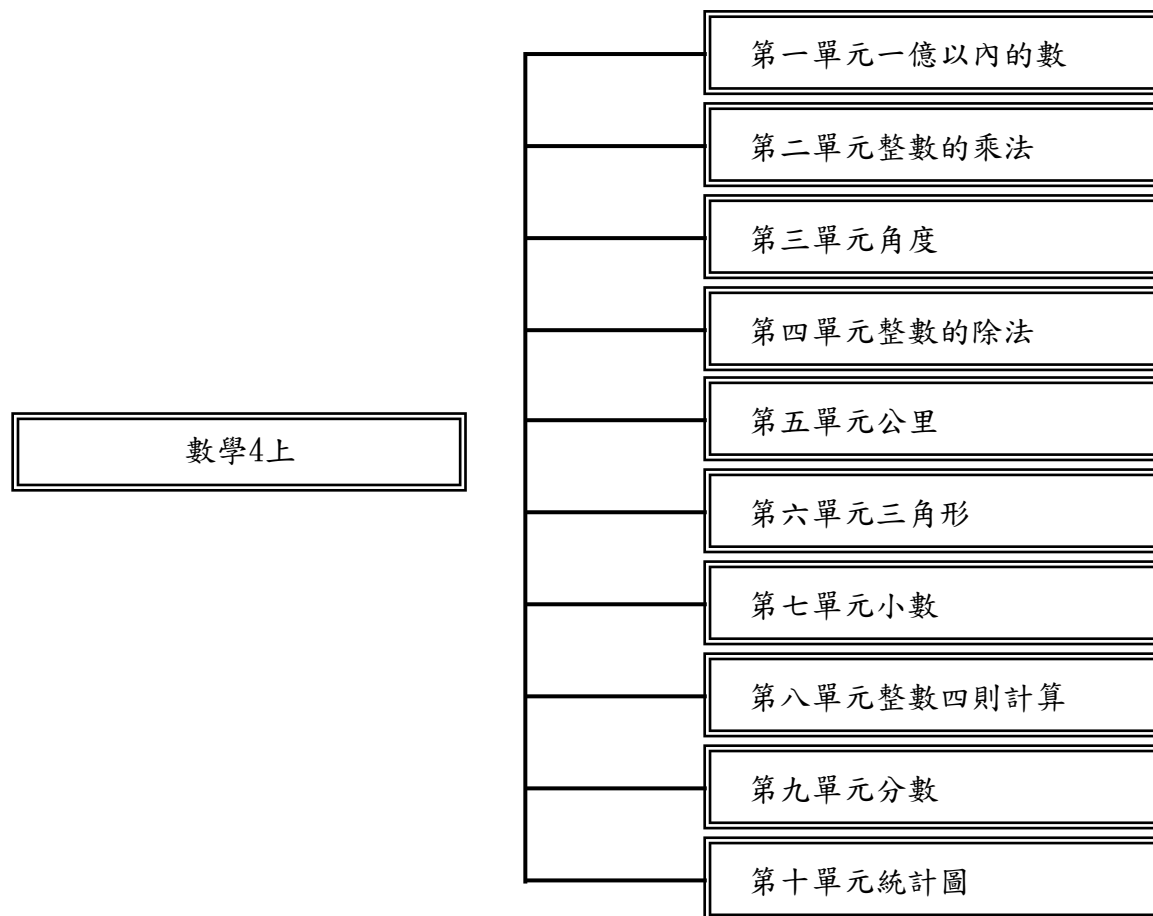 第一單元一億以內的數
第二單元整數的乘法
第三單元角度
第四單元整數的除法
第五單元公里
數學4上
第六單元三角形
第七單元小數
第八單元整數四則計算
第九單元分數
第十單元統計圖